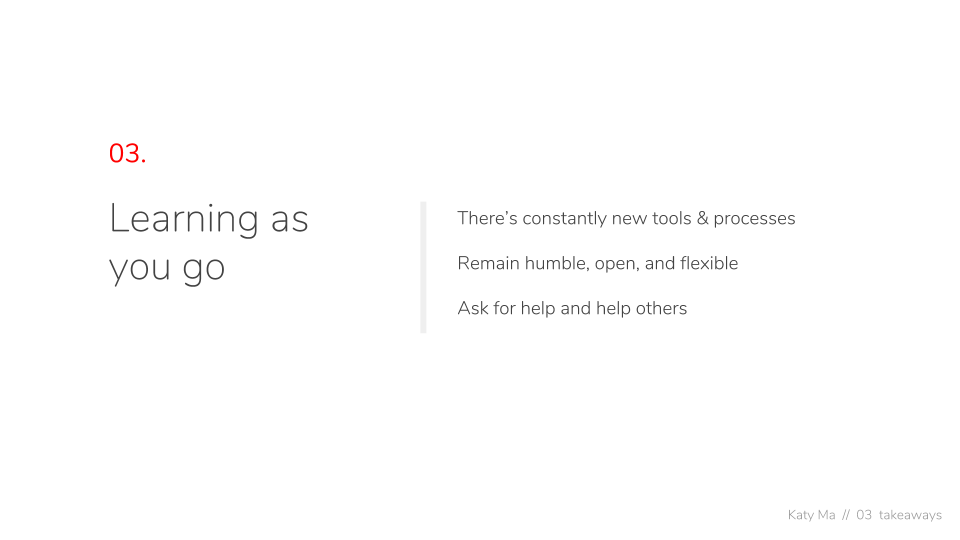 03.
Learning as
you go
There’s constantly new tools & processes
Remain humble, open, and flexible
Ask for help and help others
Katy Ma // 03 takeaways